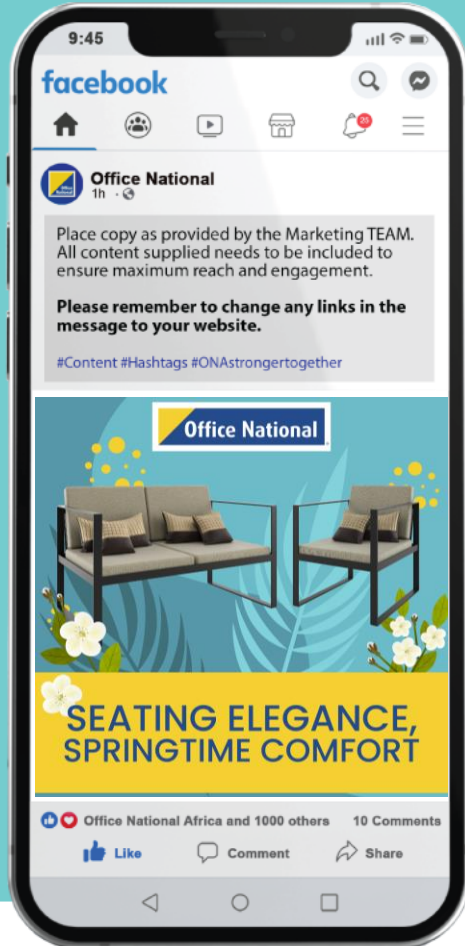 9:45
facebook
25
Office National
1h ·
Place copy as provided by the Marketing TEAM.
All content supplied needs to be included to
ensure maximum reach and engagement.
Please remember to change any links in the
message to your website.
#Content #Hashtags #ONAstrongertogether
Office National
SEATING ELEGANCE,
SPRINGTIME COMFORT
Office National Africa and 1000 others 10 Comments
Like Comment Share